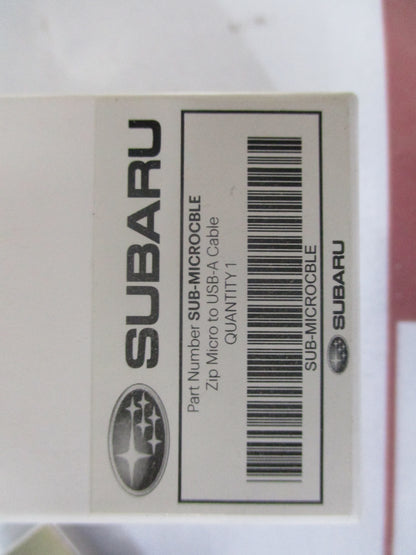 SUBARU
Part Number SUB-MICROCBLE
Zip Micro to USB-A Cable
QUANTITY 1
SUB-MICROCBLE
SUBARU